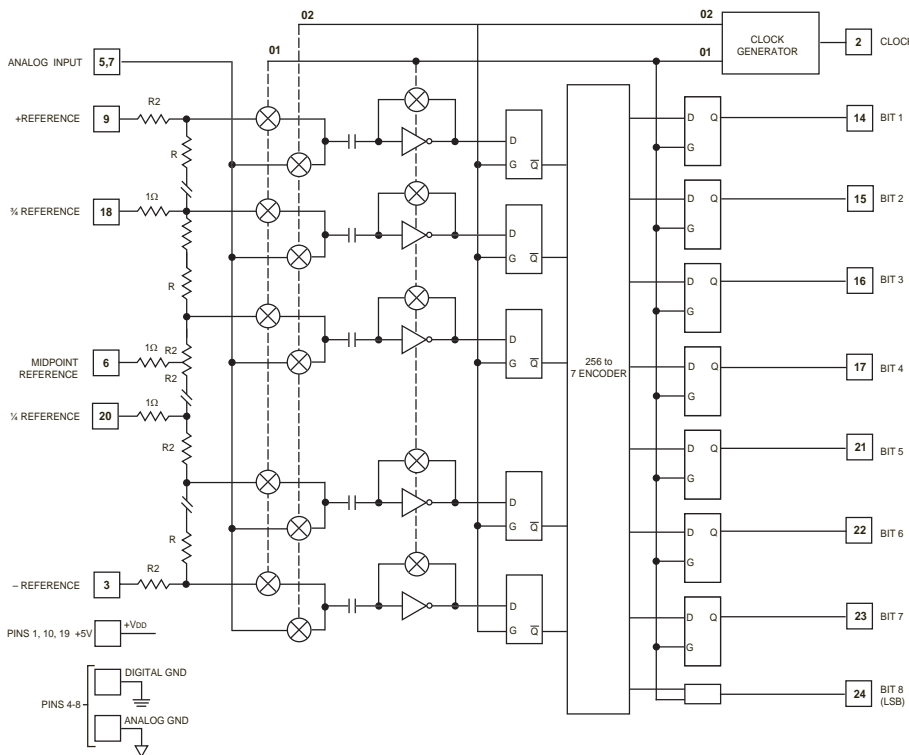 02
02
01
01
CLOCK
GENERATOR
2
CLOCK
ANALOG INPUT
5,7
+REFERENCE
9
R2
R
D
G
Q
D
Q
G
14
BIT 1
¾ REFERENCE
18
1Ω
R
D
G
Q
D
Q
G
15
BIT 2
D
Q
G
16
BIT 3
MIDPOINT
REFERENCE
6
1Ω
R2
R2
D
G
Q
256 to
7 ENCODER
D
Q
G
17
BIT 4
¼ REFERENCE
20
1Ω
R2
D
Q
G
21
BIT 5
R
D
G
Q
D
Q
G
22
BIT 6
– REFERENCE
3
R2
D
G
Q
D
Q
G
23
BIT 7
24
BIT 8
(LSB)
PINS 1, 10, 19 +5V
+VDD
PINS 4-8
DIGITAL GND
ANALOG GND